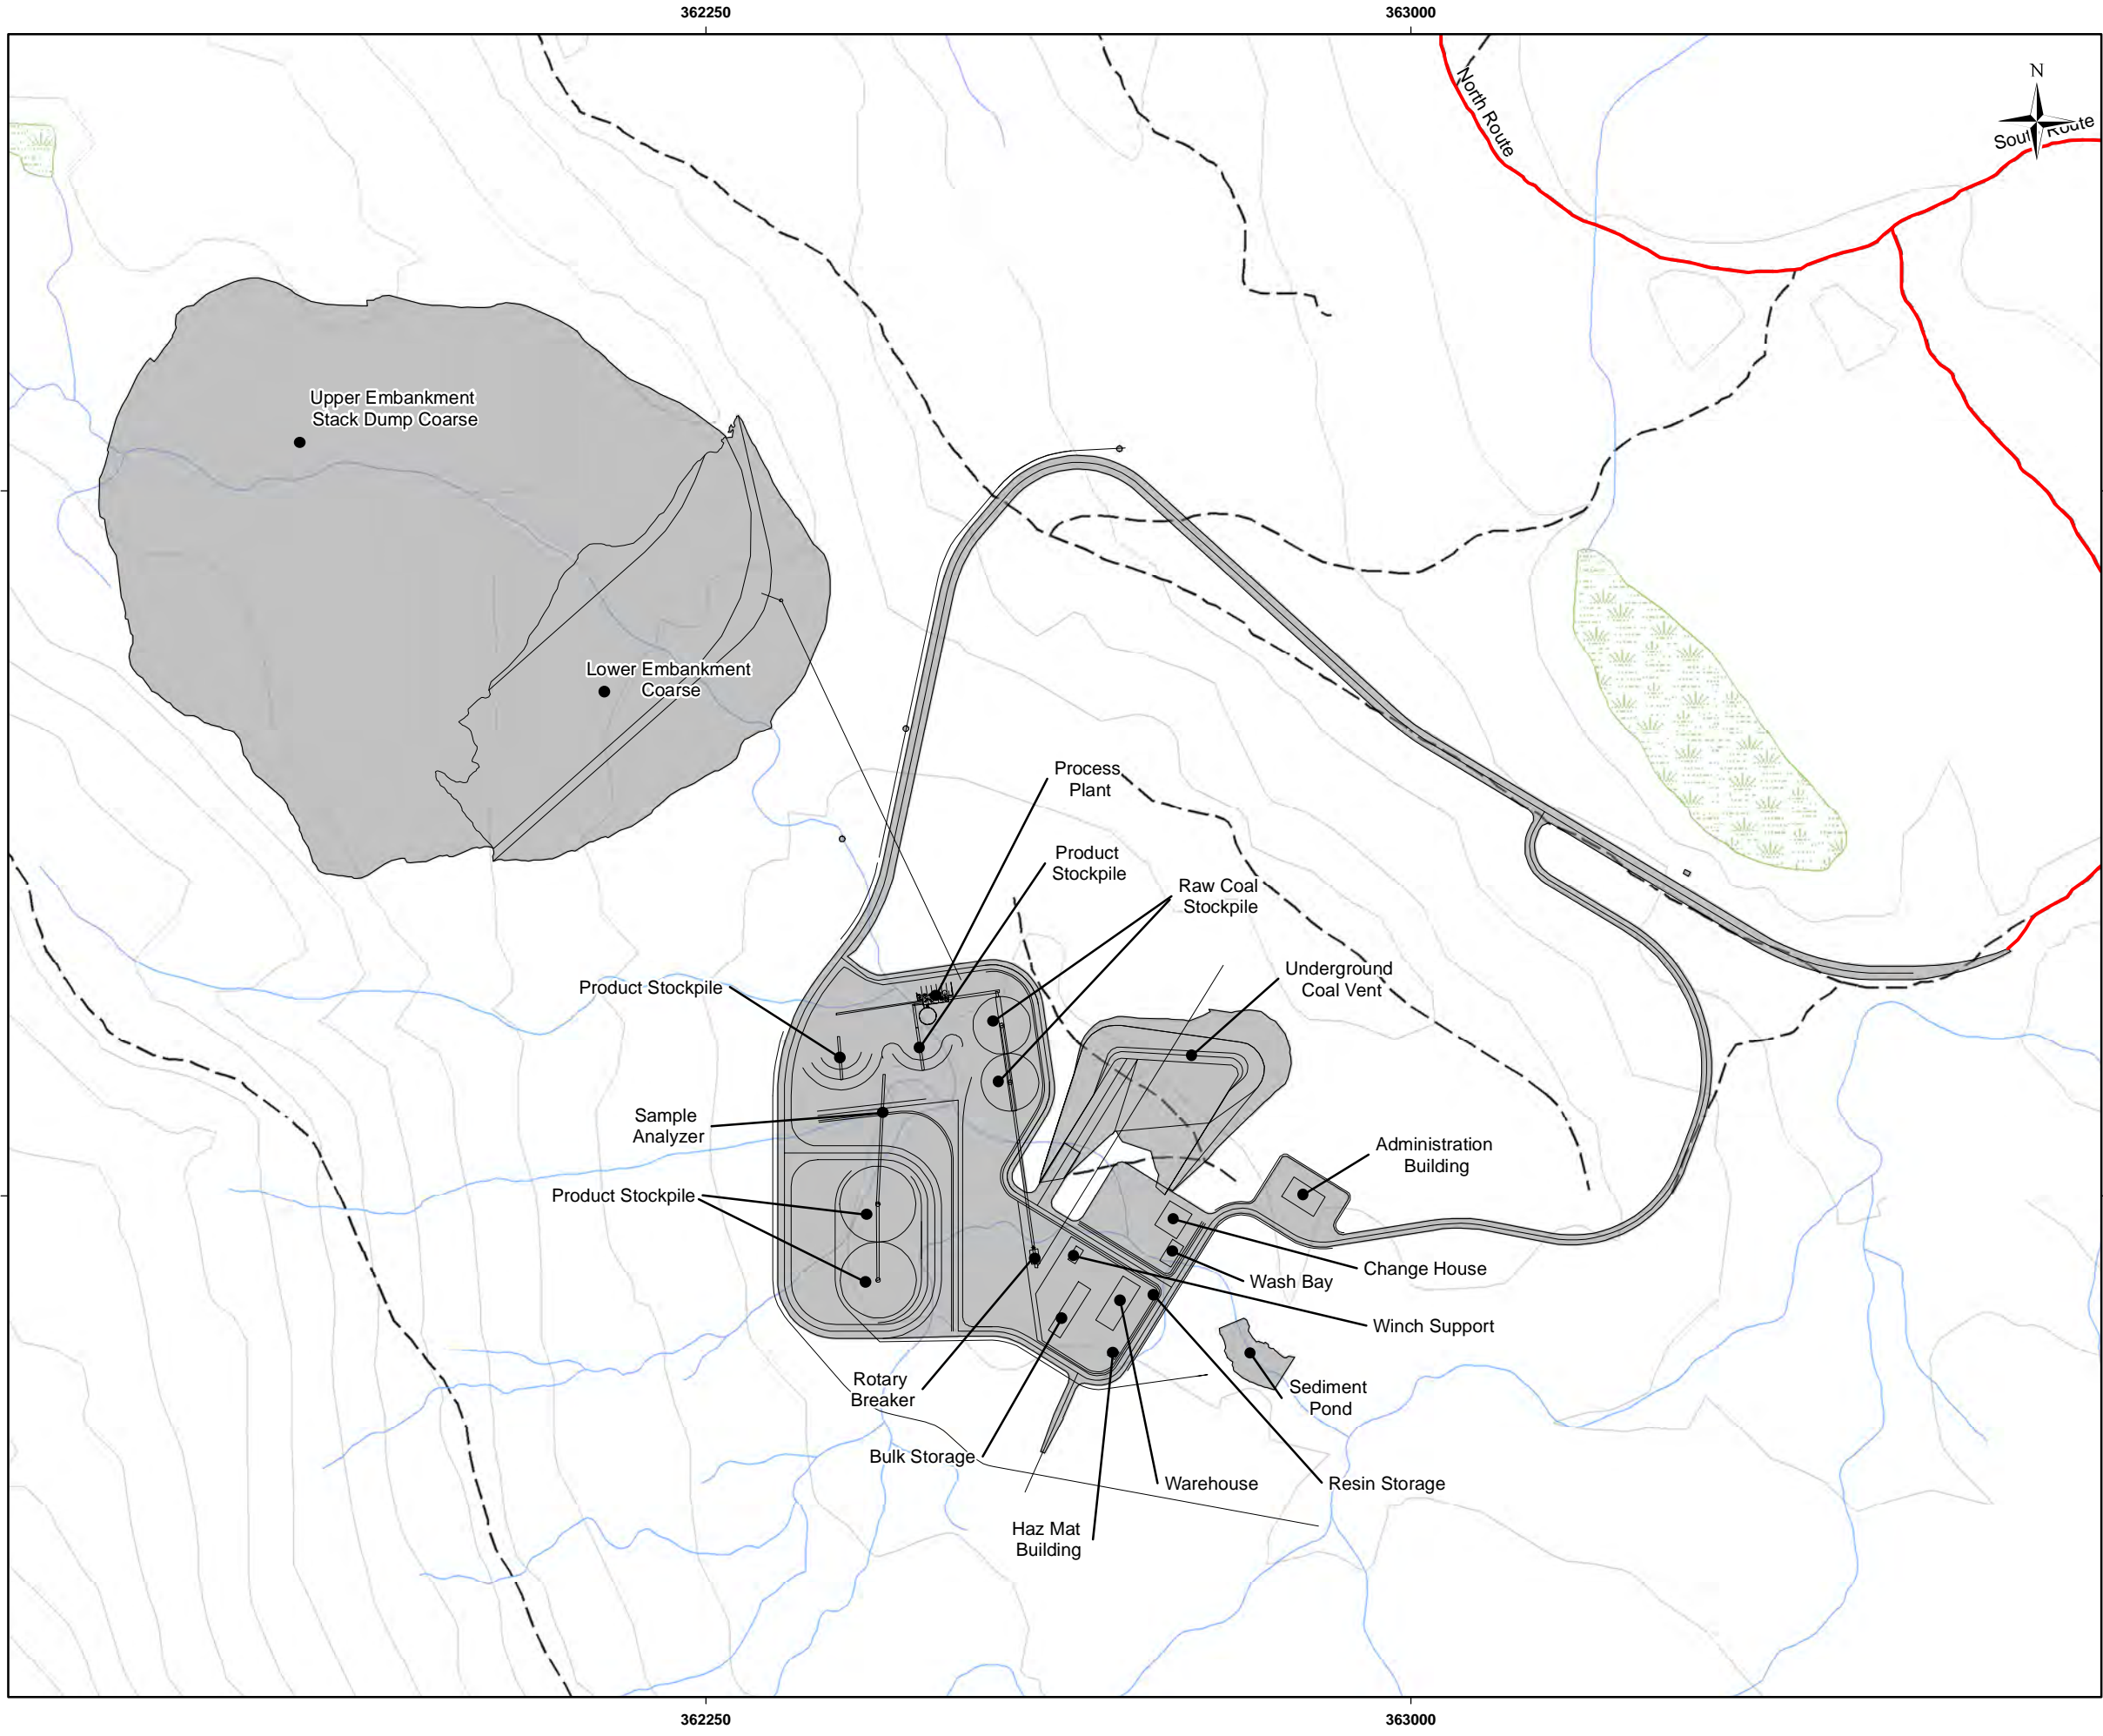 362250
363000
North Route
N
South Route
Upper Embankment
Stack Dump Coarse
Lower Embankment
Coarse
Process
Plant
Product
Stockpile
Raw Coal
Stockpile
Underground
Coal Vent
Product Stockpile
Sample
Analyzer
Administration
Building
Product Stockpile
Change House
Wash Bay
Winch Support
Rotary
Breaker
Sediment
Pond
Bulk Storage
Warehouse
Resin Storage
Haz Mat
Building
362250
363000